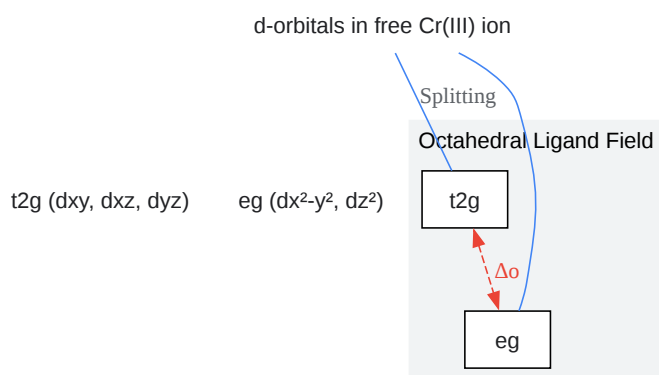 d-orbitals in free Cr(III) ion
Splitting
Octahedral Ligand Field
t2g (dxy, dxz, dyz)
eg (dx²-y², dz²)
t2g
Δo
eg